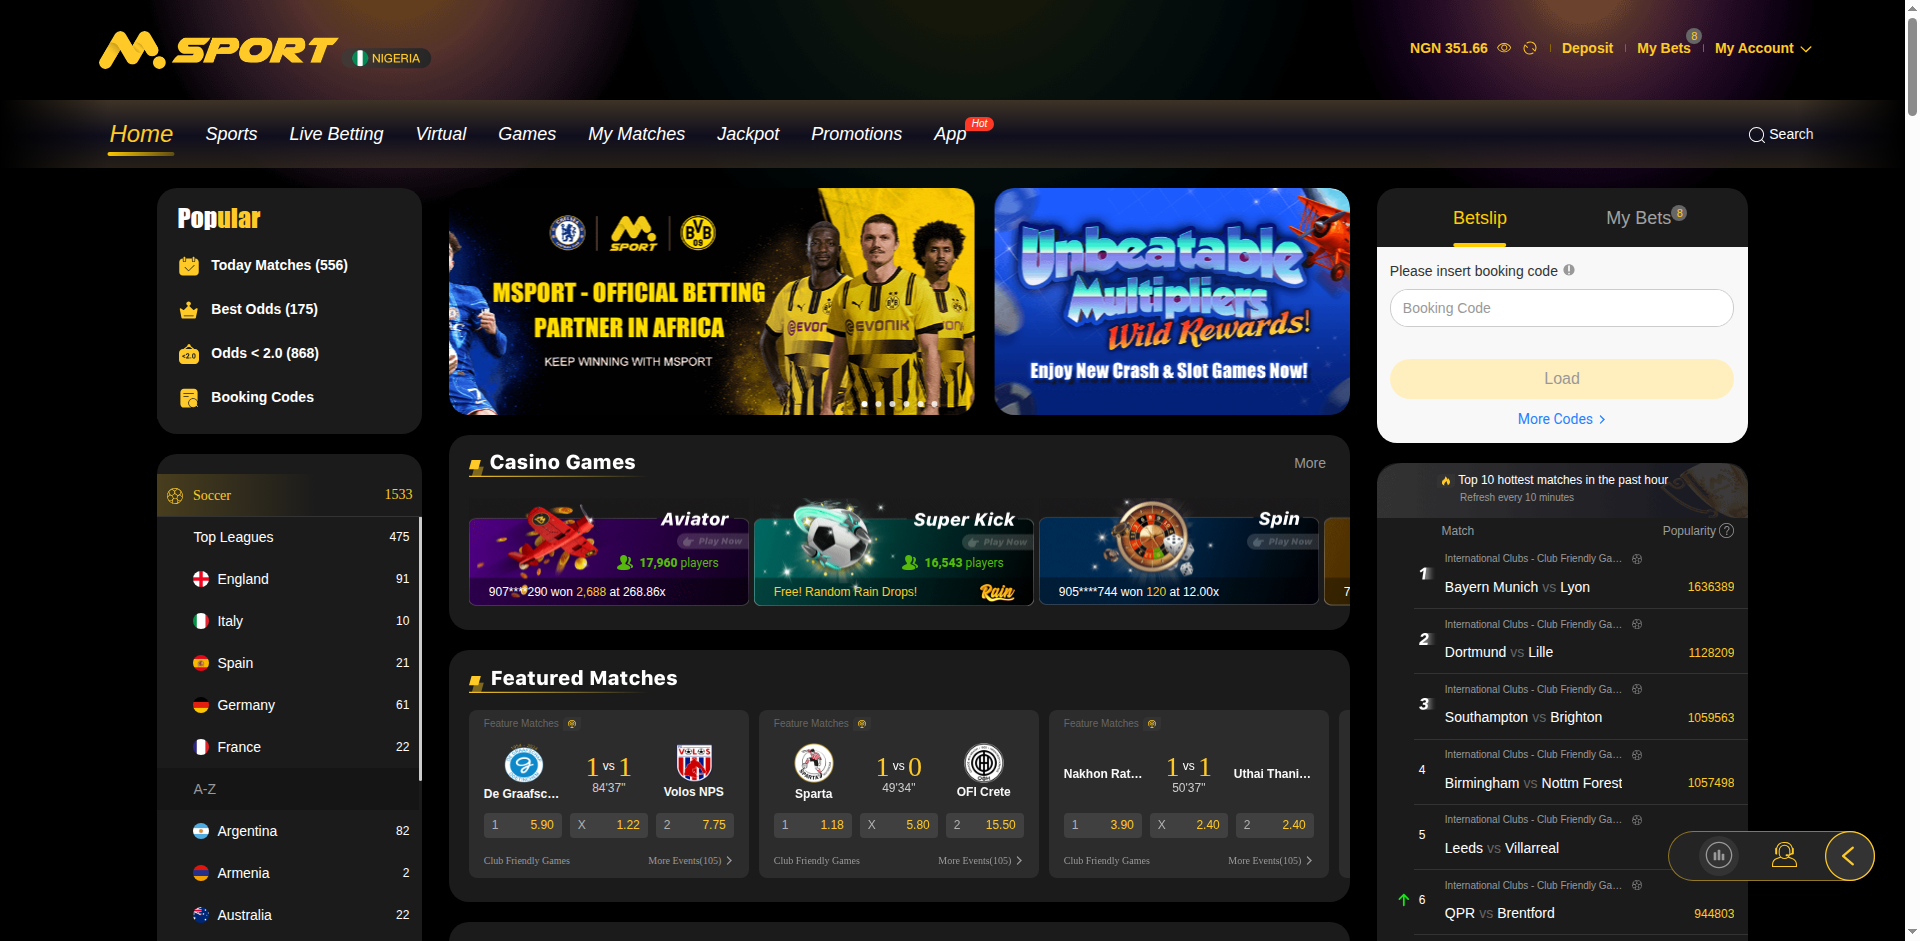 M.SPORT
NIGERIA
NGN 351.66
Deposit
My Bets
8
My Account
Home
Sports
Live Betting
Virtual
Games
My Matches
Jackpot
Promotions
App
Hot
Search
Popular
Today Matches (556)
Best Odds (175)
<2.0
Odds < 2.0 (868)
Booking Codes
Soccer
1533
Top Leagues
475
England
91
Italy
10
Spain
21
Germany
61
France
22
A-Z
Argentina
82
Armenia
2
Australia
22
M. SPORT
BVB 09
MSPORT - OFFICIAL BETTING
PARTNER IN AFRICA
KEEP WINNING WITH MSPORT
EVONIK
Unbeatable
Multipliers
Wild Rewards!
Enjoy New Crash & Slot Games Now!
Casino Games
More
Aviator
Play Now
17,960 players
907****290 won 2,688 at 268.86x
Super Kick
Play Now
16,543 players
Free! Random Rain Drops!
Rain
Spin
Play Now
905****744 won 120 at 12.00x
7
Featured Matches
Feature Matches
De Graafsc...
1 vs 1
84'37"
Volos NPS
1 5.90
X 1.22
2 7.75
Club Friendly Games
More Events(105)
Feature Matches
Sparta
1 vs 0
49'34"
OFI Crete
1 1.18
X 5.80
2 15.50
Club Friendly Games
More Events(105)
Feature Matches
Nakhon Rat...
1 vs 1
50'37"
Uthai Thani...
1 3.90
X 2.40
2 2.40
Club Friendly Games
More Events(105)
Betslip
My Bets
8
Please insert booking code
Booking Code
Load
More Codes
Top 10 hottest matches in the past hour
Refresh every 10 minutes
Match
Popularity
1
International Clubs - Club Friendly Ga...
Bayern Munich vs Lyon
1636389
2
International Clubs - Club Friendly Ga...
Dortmund vs Lille
1128209
3
International Clubs - Club Friendly Ga...
Southampton vs Brighton
1059563
4
International Clubs - Club Friendly Ga...
Birmingham vs Nottm Forest
1057498
5
International Clubs - Club Friendly Ga...
Leeds vs Villarreal
6
International Clubs - Club Friendly Ga...
QPR vs Brentford
944803